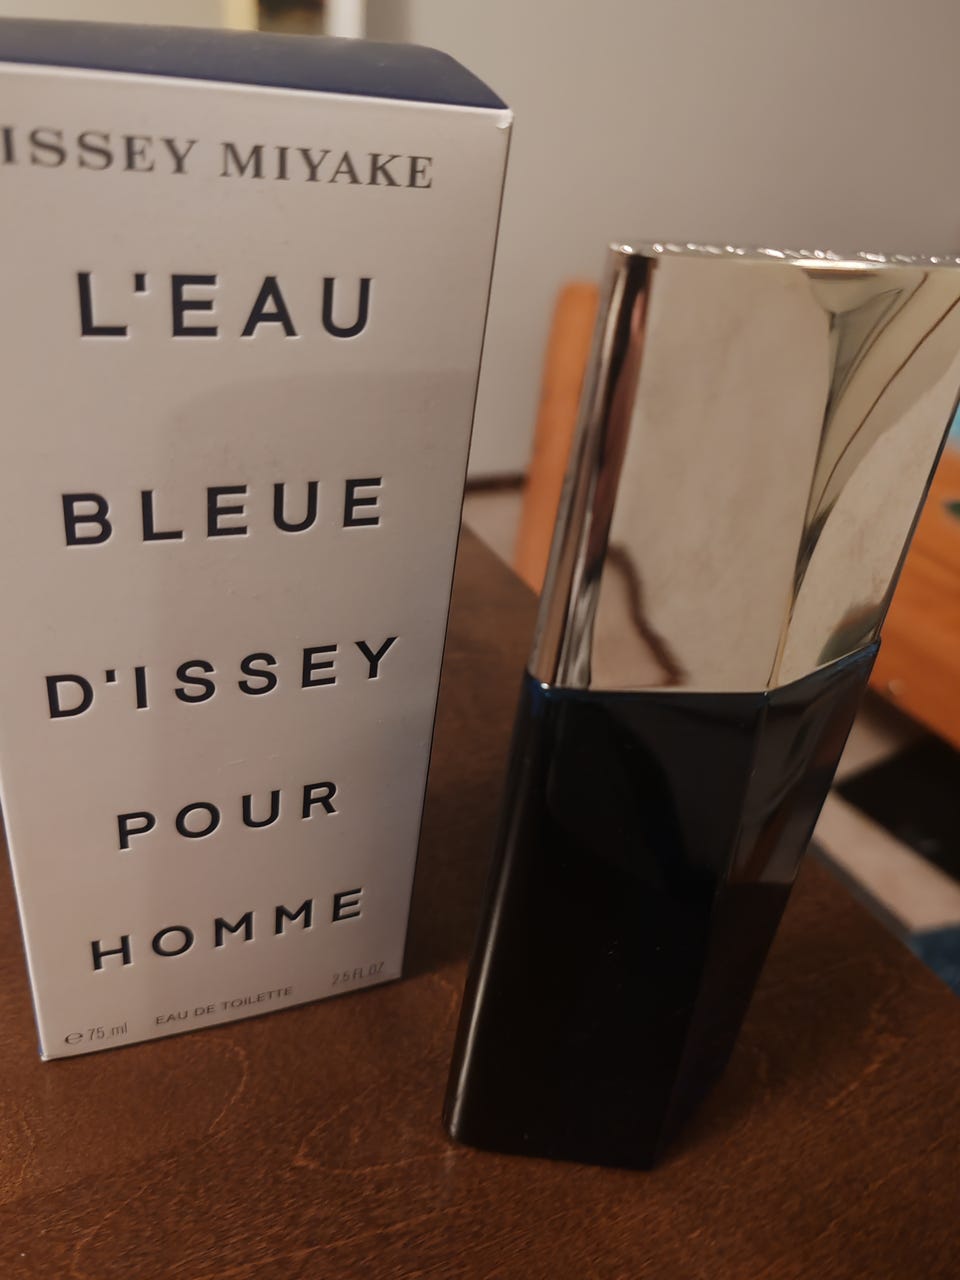 ISSEY MIYAKE
L'EAU
BLEUE
D'ISSEY
POUR
HOMME
℮ 75 ml EAU DE TOILETTE 2.5 FL.OZ